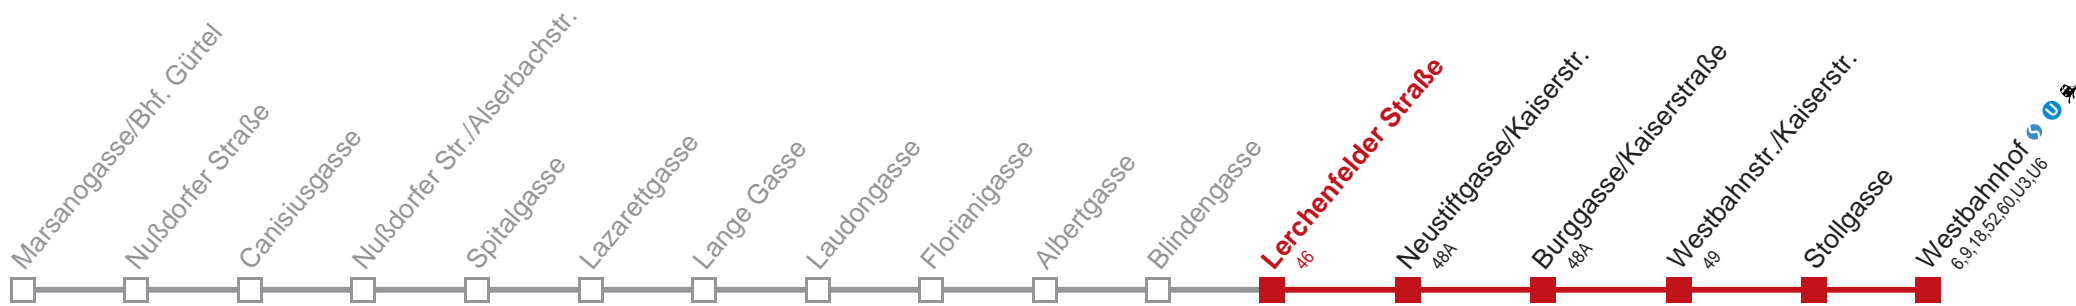 Marsanogasse/Bhf. Gürtel
Nußdorfer Straße
Canisiusgasse
Nußdorfer Str./Alserbachstr.
Spitalgasse
Lazarettgasse
Lange Gasse
Laudongasse
Florianigasse
Albertgasse
Blindengasse
Lerchenfelder Straße
46
Neustiftgasse/Kaiserstr.
48A
Burggasse/Kaiserstraße
48A
Westbahnstr./Kaiserstr.
49
Stollgasse
Westbahnhof S U
6,9,18,52,60,U3,U6